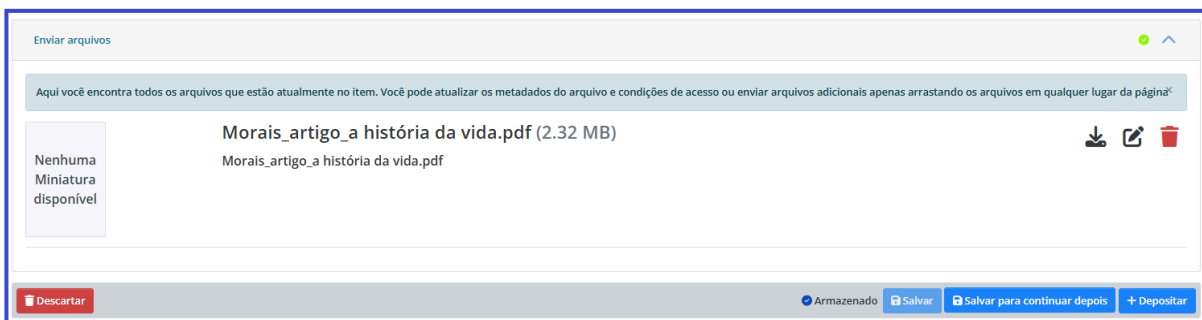 Enviar arquivos
Aqui você encontra todos os arquivos que estão atualmente no item. Você pode atualizar os metadados do arquivo e condições de acesso ou enviar arquivos adicionais apenas arrastando os arquivos em qualquer lugar da página
Nenhuma
Miniatura
disponível
Morais_artigo_a história da vida.pdf (2.32 MB)
Morais_artigo_a história da vida.pdf
Descartar
Armazenado
Salvar
Salvar para continuar depois
+ Depositar